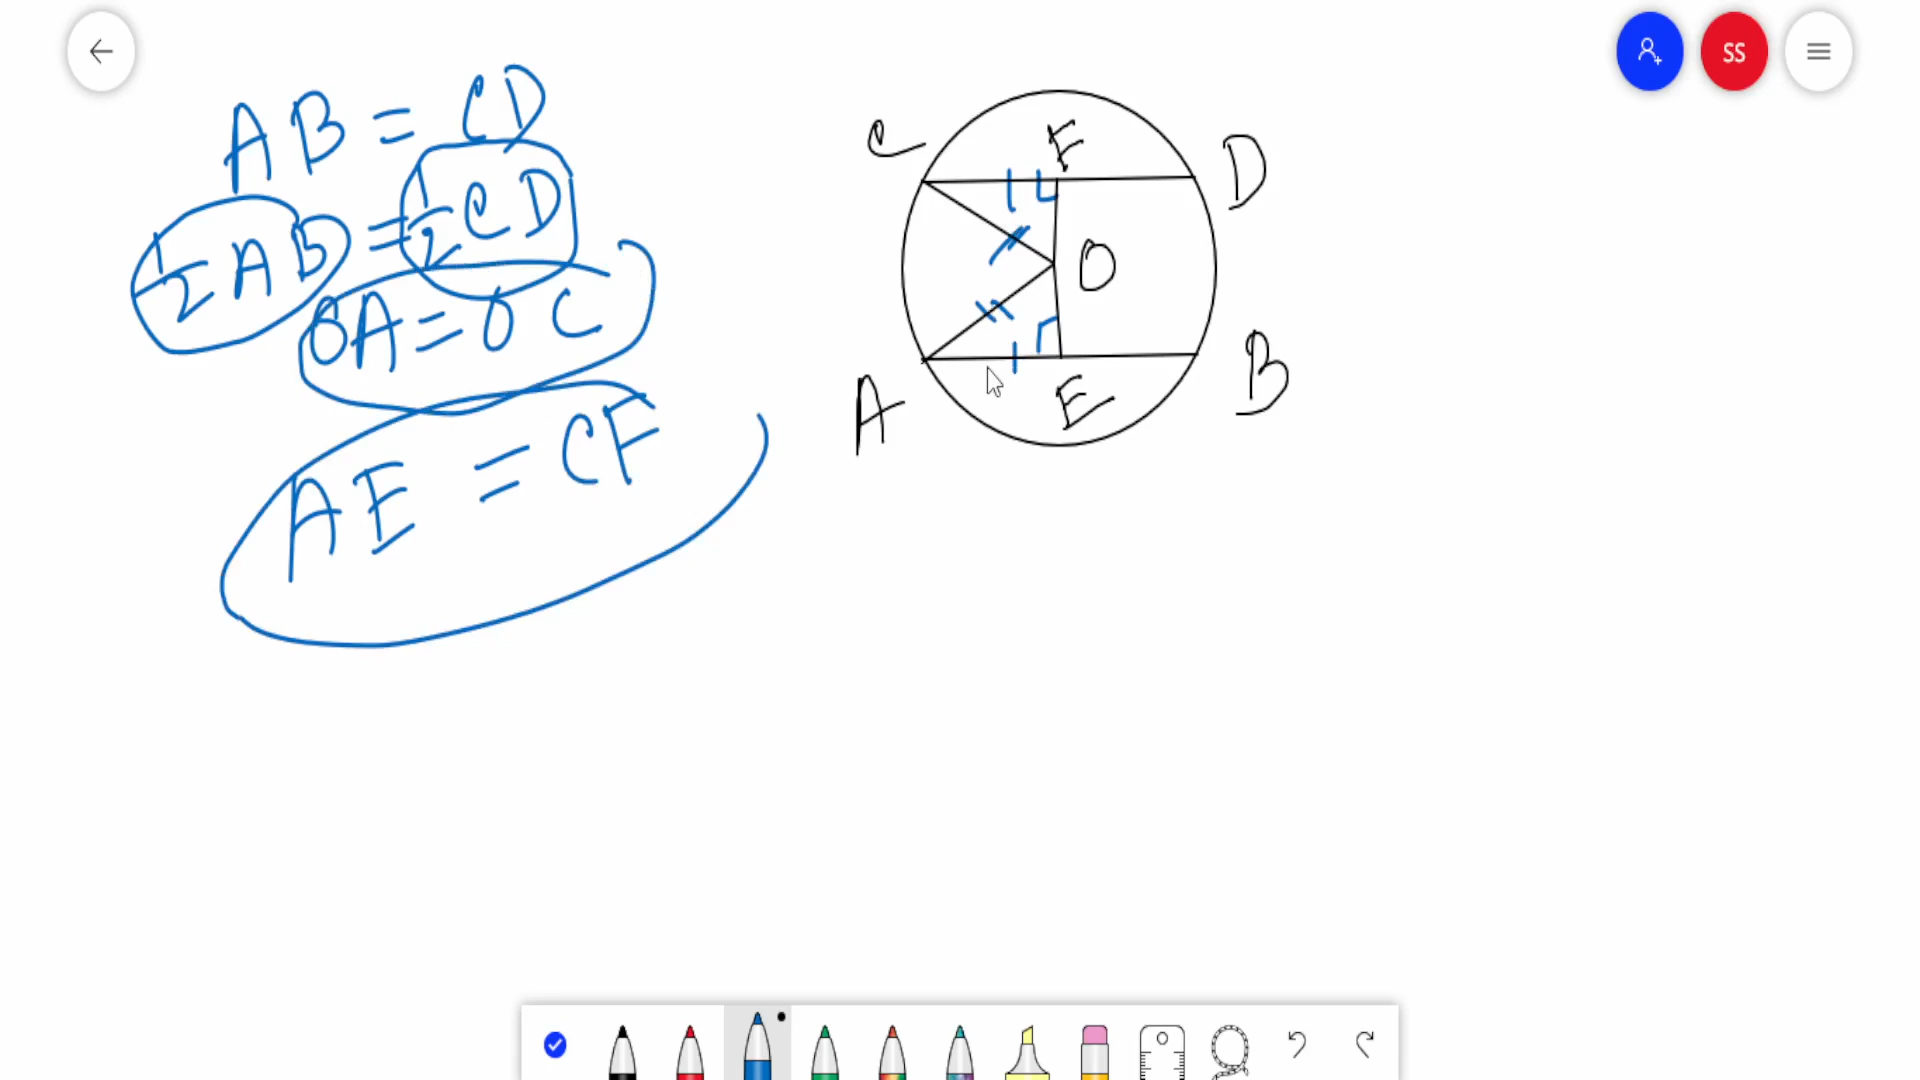 AB = CD
1/2 AB = 1/2 CD
OA = OC
AE = CF
C
F
D
O
A
E
B
SS